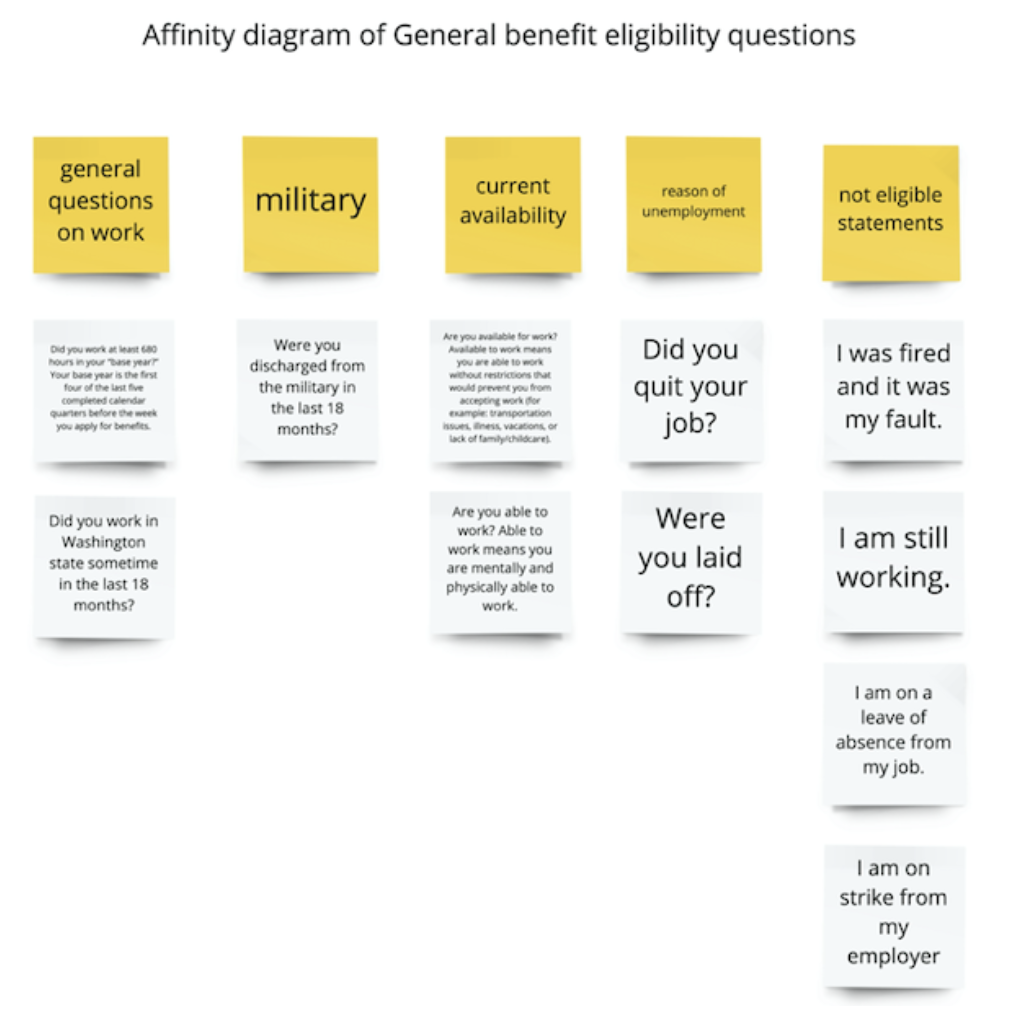 Affinity diagram of General benefit eligibility questions
general
questions
on work
military
current
availability
reason of
unemployment
not eligible
statements
Did you work at least 680
hours in your "base year?"
Your base year is the first
four of the last five
completed calendar
quarters before the week
you apply for benefits.
Were you
discharged from
the military in
the last 18
months?
Are you available for work?
Available to work means
you are able to work
without restrictions that
would prevent you from
accepting work (for
example: transportation
issues, illness, vacations, or
lack of family/childcare).
Did you
quit your
job?
I was fired
and it was
my fault.
Did you work in
Washington
state sometime
in the last 18
months?
Are you able to
work? Able to
work means you
are mentally and
physically able to
work.
Were
you laid
off?
I am still
working.
I am on a
leave of
absence from
my job.
I am on
strike from
my
employer